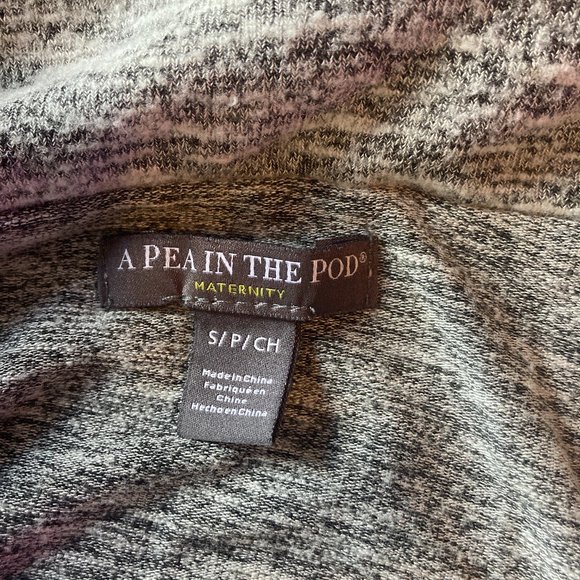 A PEA IN THE POD®
MATERNITY
S/P/CH
Made in China
Fabriqué en
Chine
Hecho en China